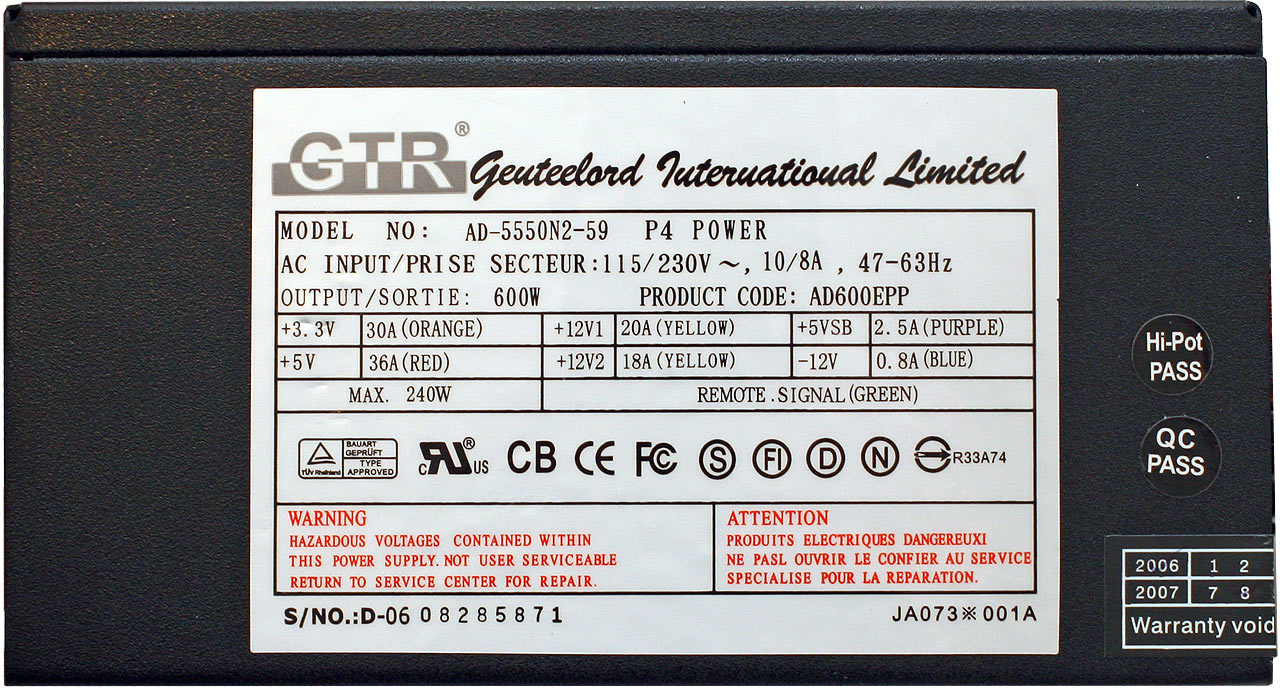 GTR® Genteelord International Limited
MODEL NO: AD-5550N2-59 P4 POWER
AC INPUT/PRISE SECTEUR:115/230V ~, 10/8A , 47-63Hz
OUTPUT/SORTIE: 600W PRODUCT CODE: AD600EPP
+3.3V 30A(ORANGE) +12V1 20A(YELLOW) +5VSB 2.5A(PURPLE)
+5V 36A(RED) +12V2 18A(YELLOW) -12V 0.8A(BLUE)
MAX. 240W REMOTE.SIGNAL(GREEN)
Hi-Pot
PASS
TÜV Rheinland
BAUART
GEPRÜFT
TYPE
APPROVED
c RU® US CB CE FC S FI D N R33A74
QC
PASS
WARNING
HAZARDOUS VOLTAGES CONTAINED WITHIN
THIS POWER SUPPLY. NOT USER SERVICEABLE
RETURN TO SERVICE CENTER FOR REPAIR.
ATTENTION
PRODUITS ELECTRIQUES DANGEREUXI
NE PASL OUVRIR LE CONFIER AU SERVICE
SPECIALISE POUR LA REPARATION.
S/NO.:D-06 08285871 JA073※001A
2006 1 2
2007 7 8
Warranty void